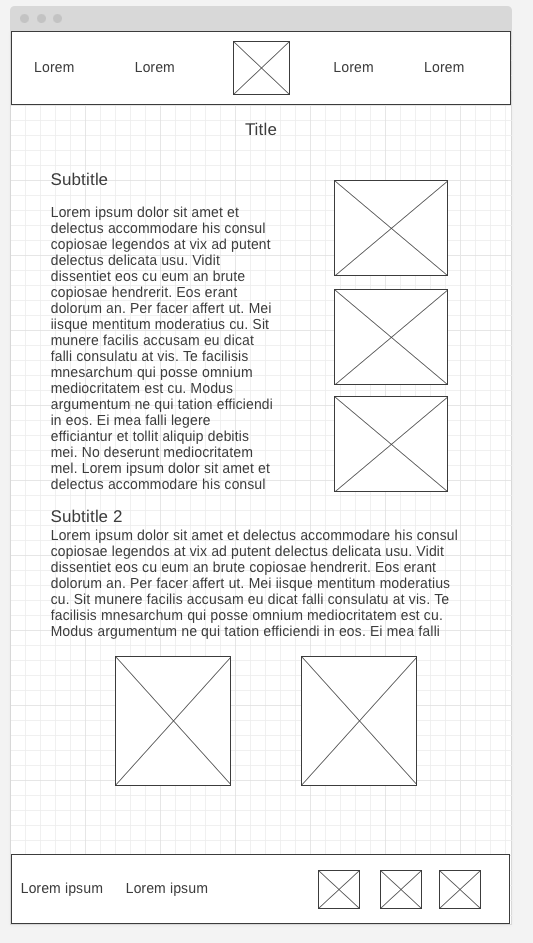 Lorem
Lorem
Lorem
Lorem
Title
Subtitle
Lorem ipsum dolor sit amet et
delectus accommodare his consul
copiosae legendos at vix ad putent
delectus delicata usu. Vidit
dissentiet eos cu eum an brute
copiosae hendrerit. Eos erant
dolorum an. Per facer affert ut. Mei
iisque mentitum moderatius cu. Sit
munere facilis accusam eu dicat
falli consulatu at vis. Te facilisis
mnesarchum qui posse omnium
mediocritatem est cu. Modus
argumentum ne qui tation efficiendi
in eos. Ei mea falli legere
efficiantur et tollit aliquip debitis
mei. No deserunt mediocritatem
mel. Lorem ipsum dolor sit amet et
delectus accommodare his consul
Subtitle 2
Lorem ipsum dolor sit amet et delectus accommodare his consul
copiosae legendos at vix ad putent delectus delicata usu. Vidit
dissentiet eos cu eum an brute copiosae hendrerit. Eos erant
dolorum an. Per facer affert ut. Mei iisque mentitum moderatius
cu. Sit munere facilis accusam eu dicat falli consulatu at vis. Te
facilisis mnesarchum qui posse omnium mediocritatem est cu.
Modus argumentum ne qui tation efficiendi in eos. Ei mea falli
Lorem ipsum
Lorem ipsum